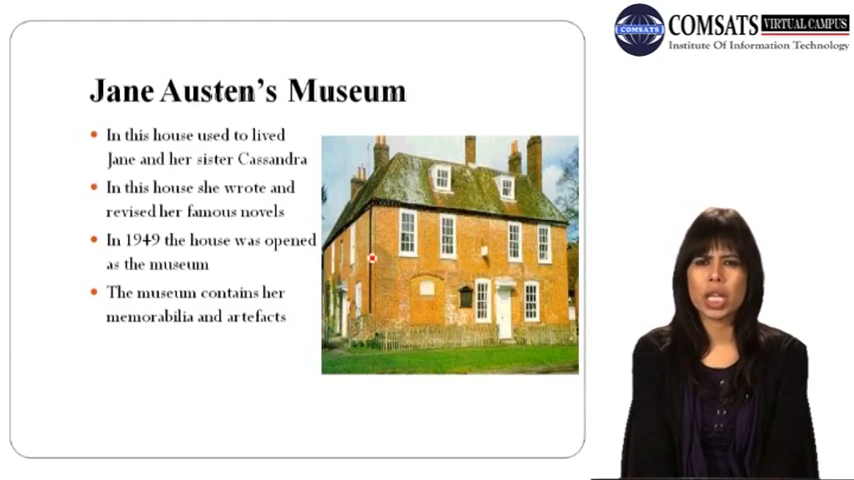 COMSATS VIRTUAL CAMPUS
COMSATS
Institute Of Information Technology
Jane Austen's Museum
In this house used to lived
Jane and her sister Cassandra
In this house she wrote and
revised her famous novels
In 1949 the house was opened
as the museum
The museum contains her
memorabilia and artefacts